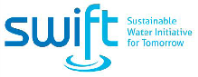 swift
Sustainable
Water Initiative
for Tomorrow